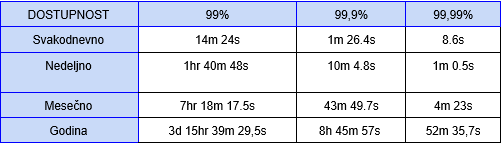 DOSTUPNOST 99% 99,9% 99,99%
Svakodnevno 14m 24s 1m 26.4s 8.6s
Nedeljno 1hr 40m 48s 10m 4.8s 1m 0.5s
Mesečno 7hr 18m 17.5s 43m 49.7s 4m 23s
Godina 3d 15hr 39m 29,5s 8h 45m 57s 52m 35,7s